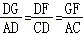 DG/AD = DF/CD = GF/AC